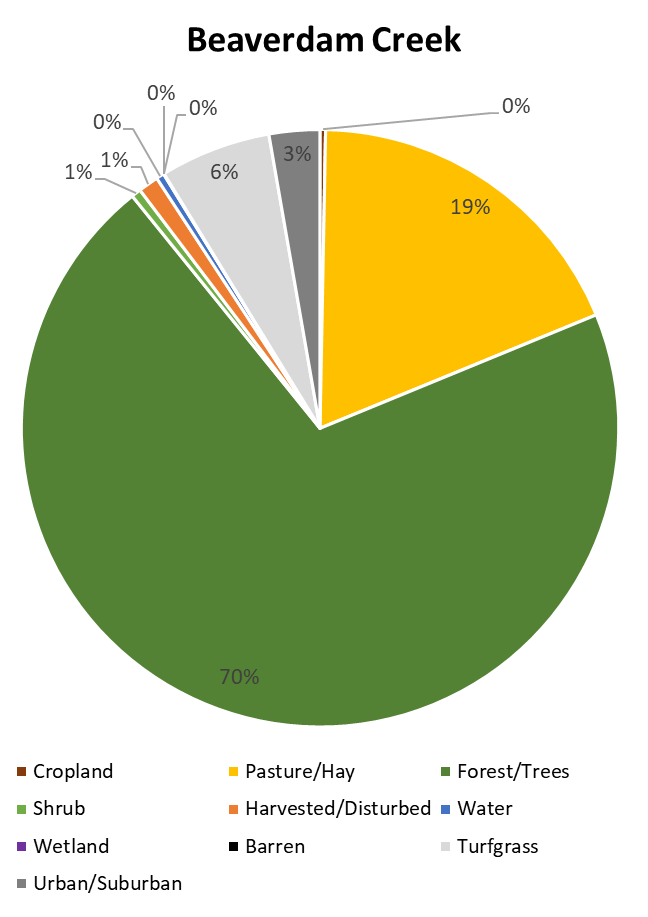 Beaverdam Creek
0%
0%
0%
0%
1%
1%
6%
3%
19%
70%
Cropland
Pasture/Hay
Forest/Trees
Shrub
Harvested/Disturbed
Water
Wetland
Barren
Turfgrass
Urban/Suburban